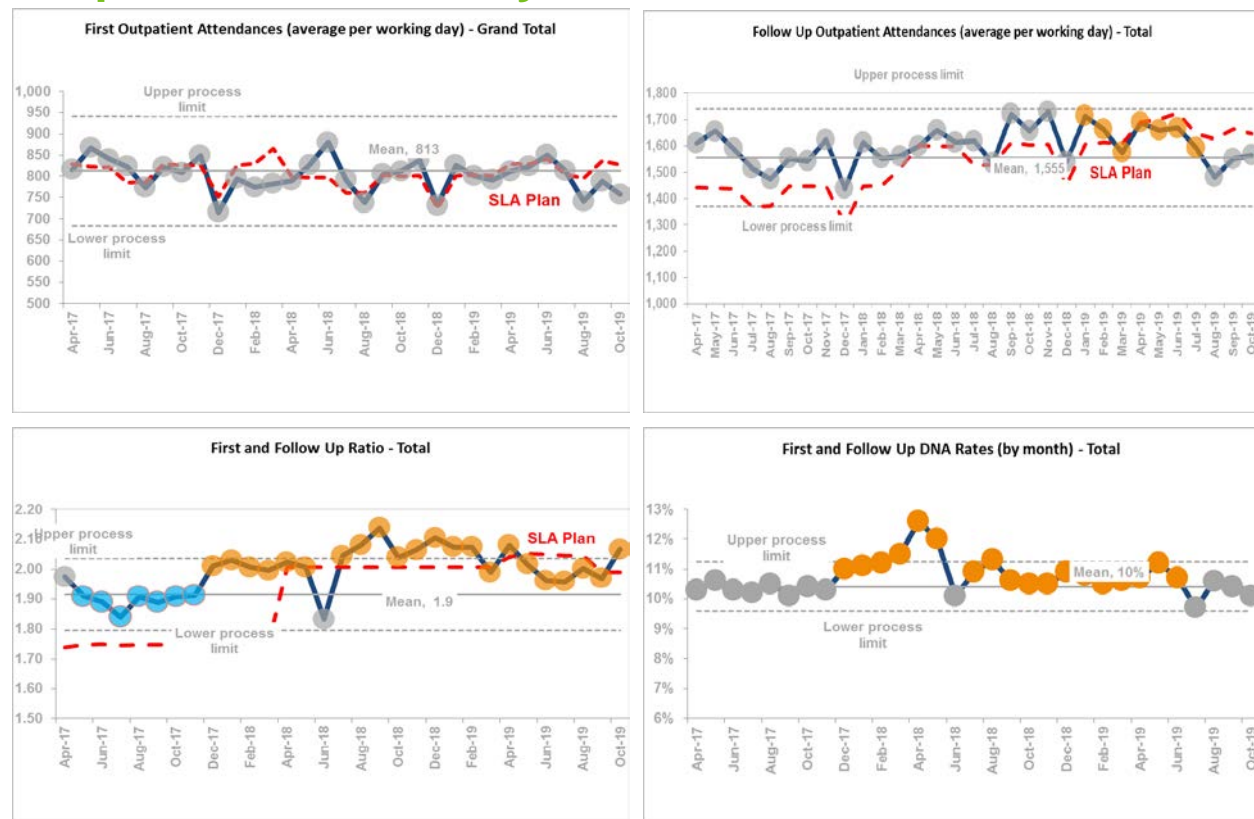 First Outpatient Attendances (average per working day) - Grand Total
1,000
950
900
850
800
750
700
650
600
550
500
Upper process
limit
Mean, 813
SLA Plan
Lower process
limit
Apr-17
Jun-17
Aug-17
Oct-17
Dec-17
Feb-18
Apr-18
Jun-18
Aug-18
Oct-18
Dec-18
Feb-19
Apr-19
Jun-19
Aug-19
Oct-19
Follow Up Outpatient Attendances (average per working day) - Total
Upper process limit
1,800
1,700
1,600
1,500
1,400
1,300
1,200
1,100
1,000
Mean, 1,555
SLA Plan
Lower process limit
Apr-17
May-17
Jun-17
Jul-17
Aug-17
Sep-17
Oct-17
Nov-17
Dec-17
Jan-18
Feb-18
Mar-18
Apr-18
May-18
Jun-18
Jul-18
Aug-18
Sep-18
Oct-18
Nov-18
Dec-18
Jan-19
Feb-19
Mar-19
Apr-19
May-19
Jun-19
Jul-19
Aug-19
Sep-19
Oct-19
First and Follow Up Ratio - Total
2.20
2.10
2.00
1.90
1.80
1.70
1.60
1.50
Upper process
limit
SLA Plan
Mean, 1.9
Lower process
limit
Apr-17
Jun-17
Aug-17
Oct-17
Dec-17
Feb-18
Apr-18
Jun-18
Aug-18
Oct-18
Dec-18
Feb-19
Apr-19
Jun-19
Aug-19
Oct-19
First and Follow Up DNA Rates (by month) - Total
13%
12%
11%
10%
9%
8%
7%
6%
Upper process
limit
Mean, 10%
Lower process
limit
Apr-17
Jun-17
Aug-17
Oct-17
Dec-17
Feb-18
Apr-18
Jun-18
Aug-18
Oct-18
Dec-18
Feb-19
Apr-19
Jun-19
Aug-19
Oct-19